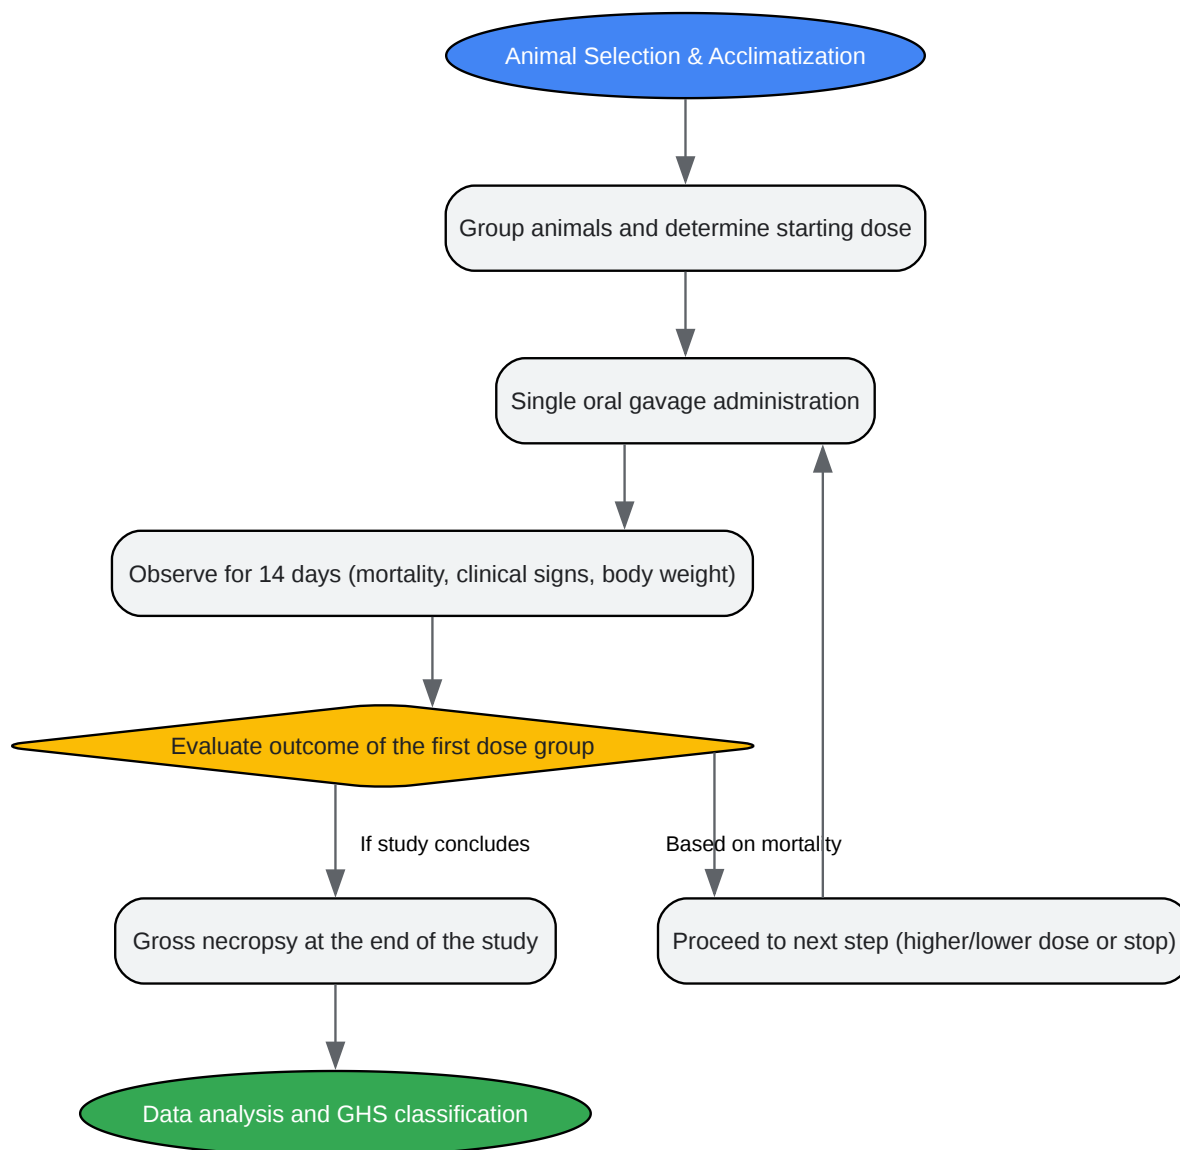 Animal Selection & Acclimatization
Group animals and determine starting dose
Single oral gavage administration
Observe for 14 days (mortality, clinical signs, body weight)
Evaluate outcome of the first dose group
If study concludes
Based on mortality
Gross necropsy at the end of the study
Proceed to next step (higher/lower dose or stop)
Data analysis and GHS classification